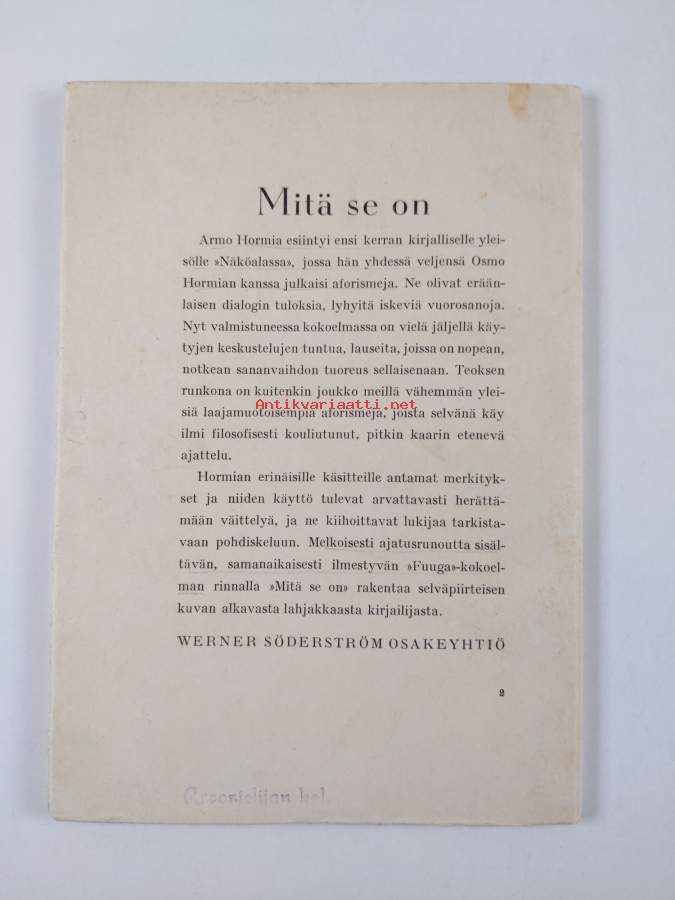 Mitä se on
Armo Hormia esiintyi ensi kerran kirjalliselle ylei-
sölle »Näköalassa», jossa hän yhdessä veljensä Osmo
Hormian kanssa julkaisi aforismeja. Ne olivat erään-
laisen dialogin tuloksia, lyhyitä iskeviä vuorosanoja.
Nyt valmistuneessa kokoelmassa on vielä jäljellä käy-
tyjen keskustelujen tuntua, lauseita, joissa on nopean,
notkean sananvaihdon tuoreus sellaisenaan. Teoksen
runkona on kuitenkin joukko meillä vähemmän ylei-
Antikvariaatti.net
siä laajamuotoisempia aforismeja, joista selvänä käy
ilmi filosofisesti kouliutunut, pitkin kaarin etenevä
ajattelu.
Hormian erinäisille käsitteille antamat merkityk-
set ja niiden käyttö tulevat arvattavasti herättä-
mään väittelyä, ja ne kiihoittavat lukijaa tarkista-
vaan pohdiskeluun. Melkoisesti ajatusrunoutta sisäl-
tävän, samanaikaisesti ilmestyvän »Fuuga»-kokoel-
man rinnalla »Mitä se on» rakentaa selväpiirteisen
kuvan alkavasta lahjakkaasta kirjailijasta.
WERNER SÖDERSTRÖM OSAKEYHTIÖ
2
Arvostelijan kpl.